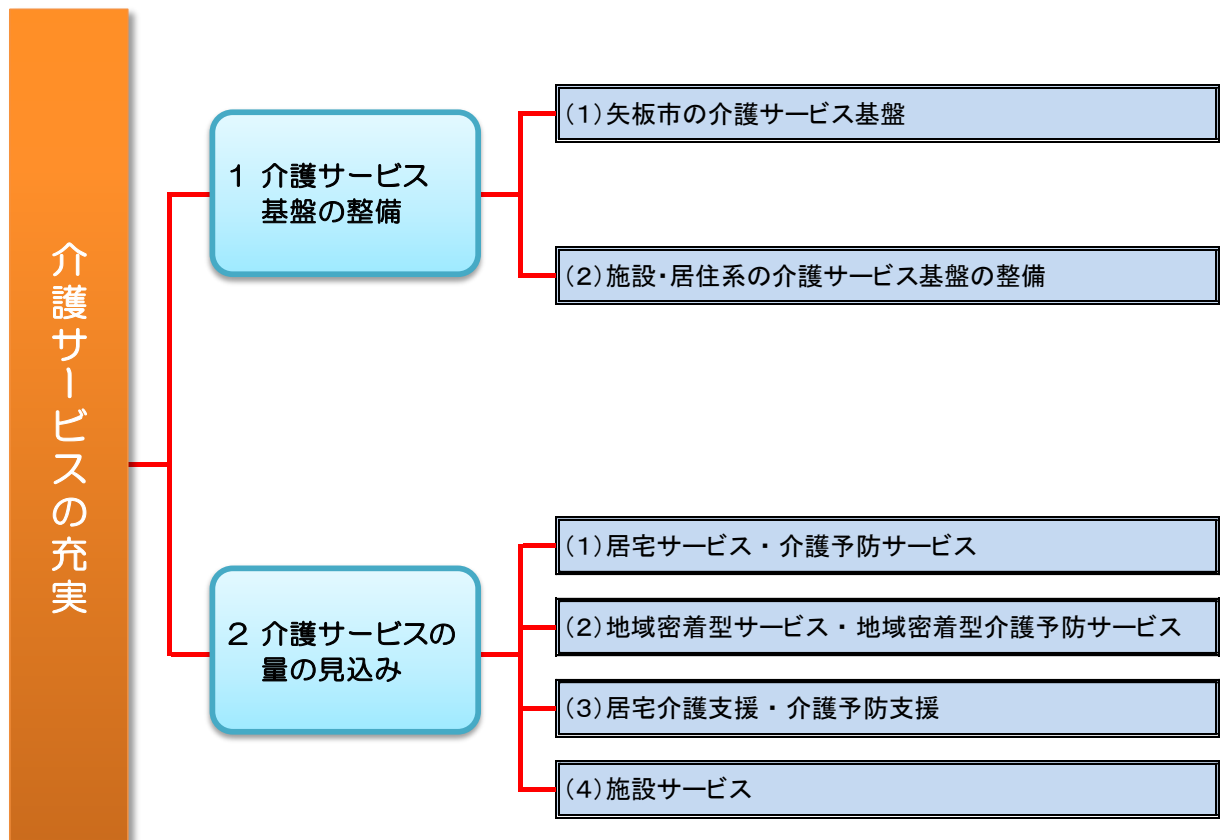 介護サービスの充実
1 介護サービス
基盤の整備
(1)矢板市の介護サービス基盤
(2)施設・居住系の介護サービス基盤の整備
2 介護サービスの
量の見込み
(1)居宅サービス・介護予防サービス
(2)地域密着型サービス・地域密着型介護予防サービス
(3)居宅介護支援・介護予防支援
(4)施設サービス